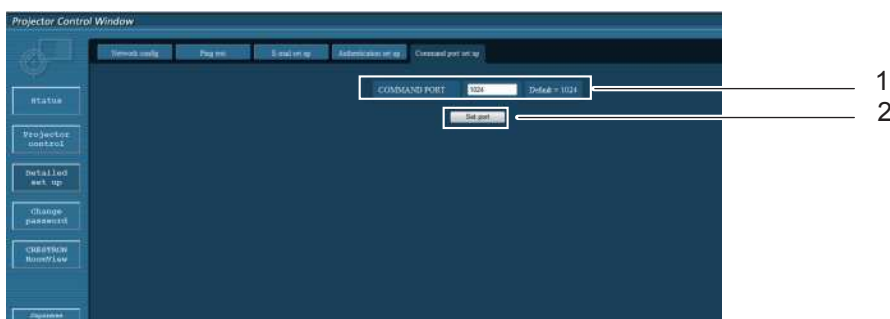 Projector Control Window
Network config
Ping test
E-mail set up
Authentication set up
Command port set up
COMMAND PORT 1024 Default = 1024
1
Set port
2
Status
Projector
control
Detailed
set up
Change
password
CRESTRON
RoomView
Japanese